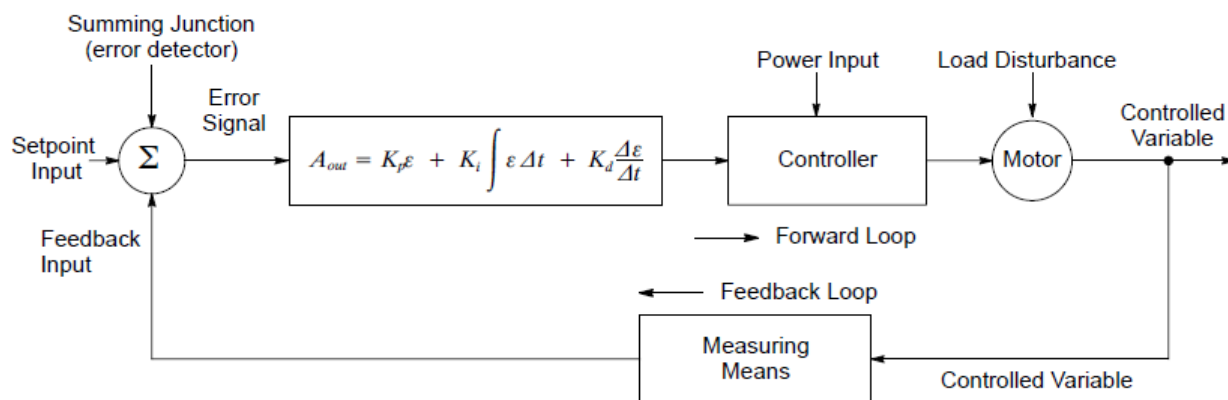 Summing Junction
(error detector)
Error
Signal
Setpoint
Input
Σ
A_out = K_p ε + K_i ∫ ε Δt + K_d Δε/Δt
Power Input
Controller
Load Disturbance
Motor
Controlled
Variable
Forward Loop
Feedback
Input
Feedback Loop
Measuring
Means
Controlled Variable